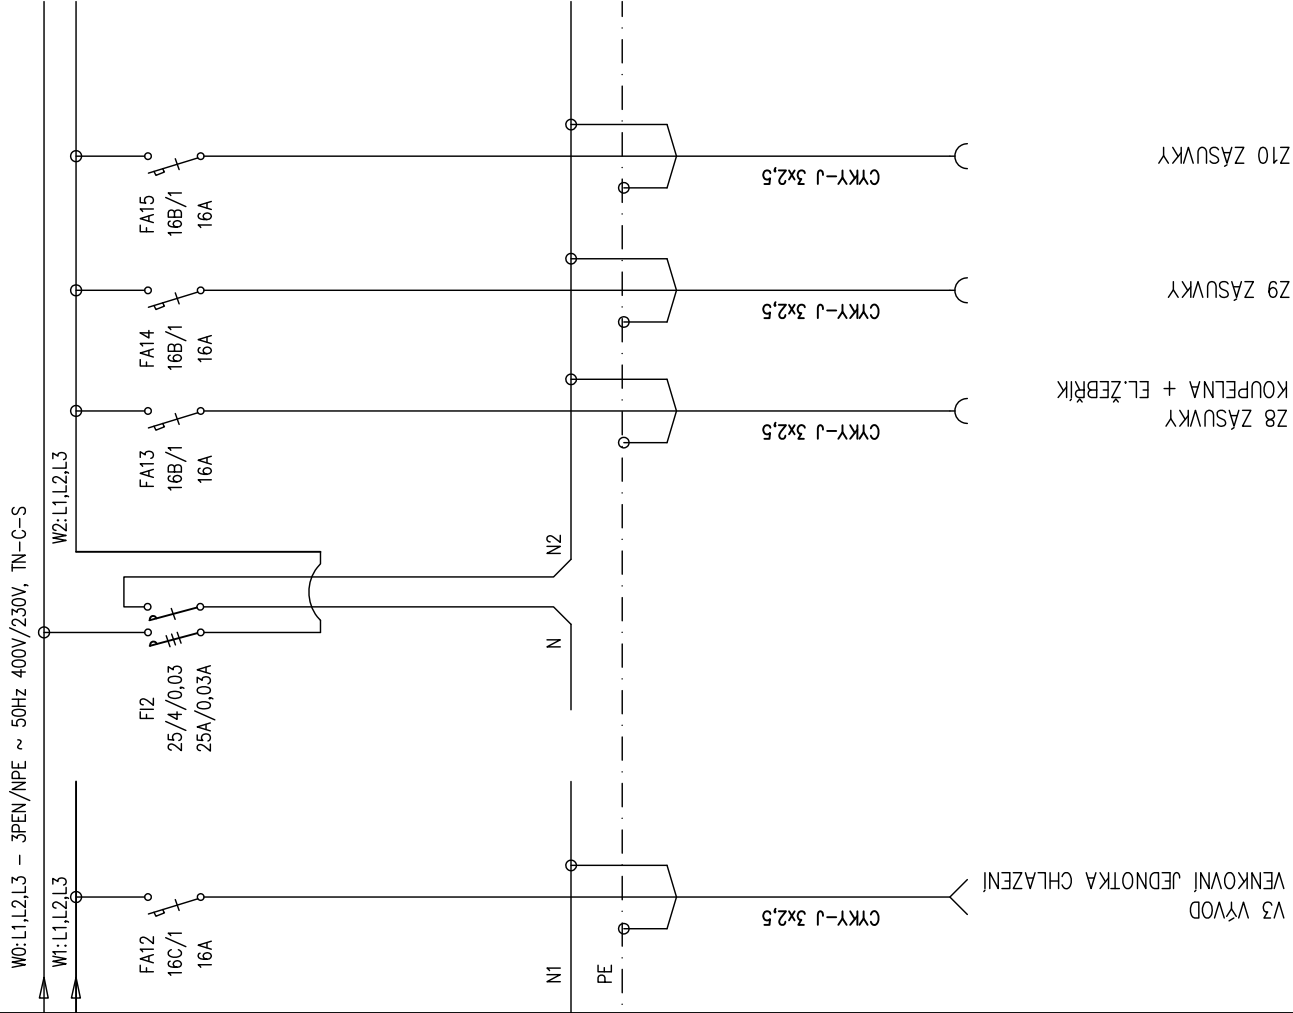 W0:L1,L2,L3 – 3PEN/NPE ~ 50Hz 400V/230V, TN-C-S
W1:L1,L2,L3
W2:L1,L2,L3
FA12
16C/1
16A
N1
PE
CYKY-J 3x2,5
V3 VÝVOD
VENKOVNÍ JEDNOTKA CHLAZENÍ
FI2
25/4/0,03
25A/0,03A
N
N2
FA13
16B/1
16A
CYKY-J 3x2,5
Z8 ZÁSUVKY
KOUPELNA + EL.ŽEBŘÍK
FA14
16B/1
16A
CYKY-J 3x2,5
Z9 ZÁSUVKY
FA15
16B/1
16A
CYKY-J 3x2,5
Z10 ZÁSUVKY